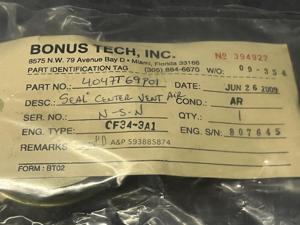 BONUS TECH, INC.
8575 N.W. 79 Avenue Bay D • Miami, Florida 33166
Nº 394922
PART IDENTIFICATION TAG (305) 884-6670 W/O: 09-354
PART NO.: 4047T69P01 DATE: JUN 26 2009
DESC.: SEAL CENTER VENT AIR COND: AR
SER. NO.: N-S-N QTY.: 1
ENG. TYPE: CF34-3A1 ENG. S/N: 807645
REMARKS A&P 593885874
FORM: BT02